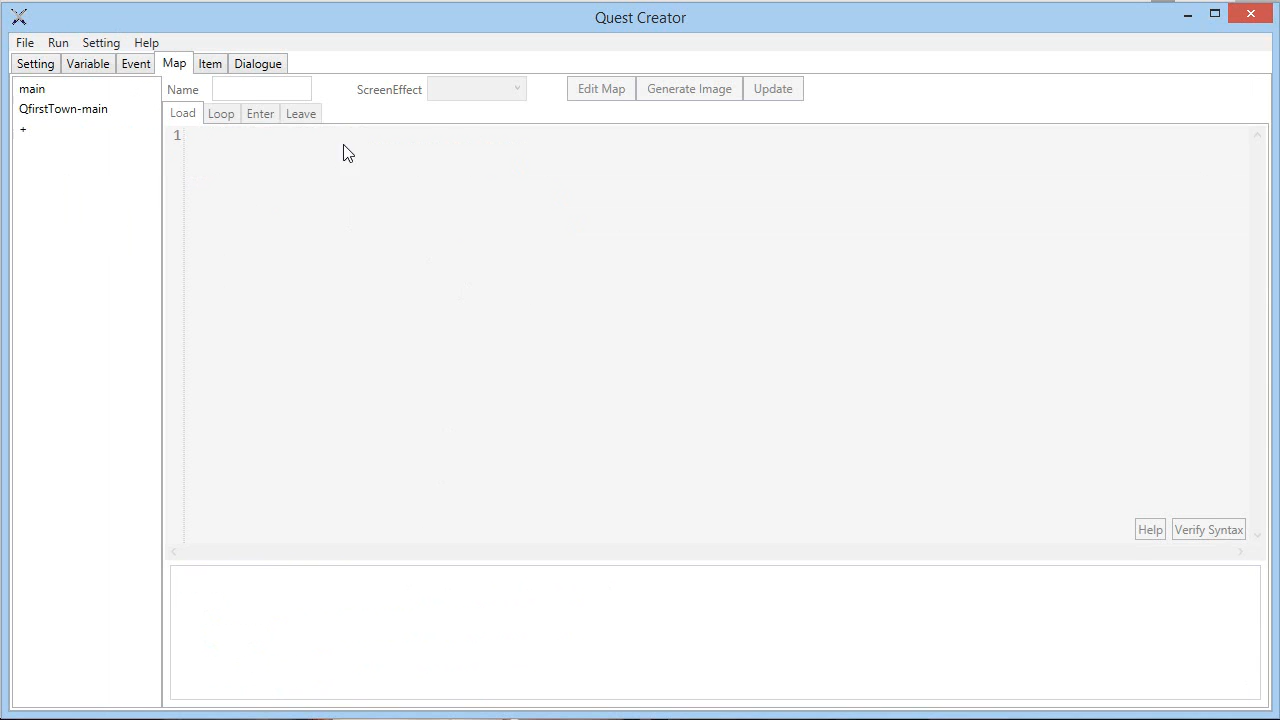 Quest Creator
File Run Setting Help
Setting Variable Event Map Item Dialogue
main
QfirstTown-main
+
Name ScreenEffect Edit Map Generate Image Update
Load Loop Enter Leave
1
Help Verify Syntax